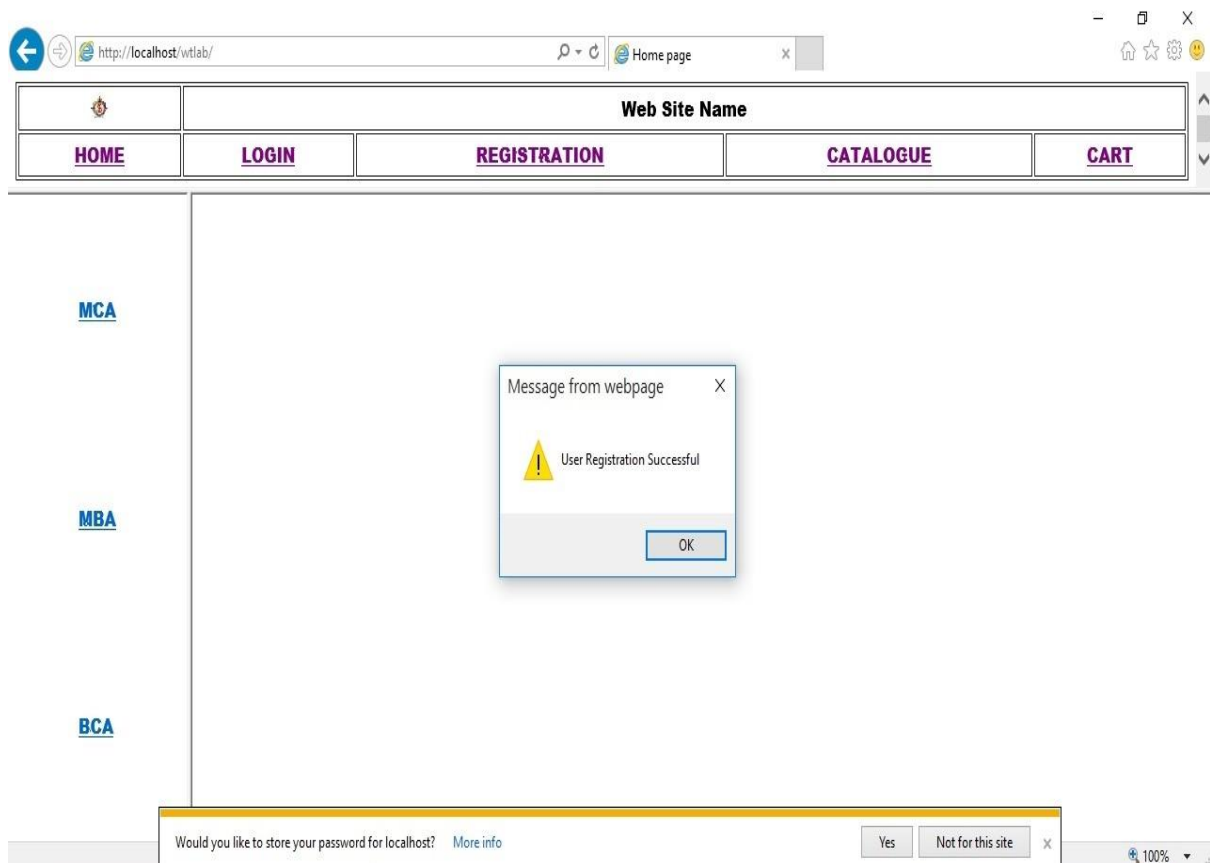 http://localhost/wtlab/
Home page
Web Site Name
HOME LOGIN REGISTRATION CATALOGUE CART
MCA
Message from webpage
User Registration Successful
MBA
OK
BCA
Would you like to store your password for localhost? More info Yes Not for this site
100%